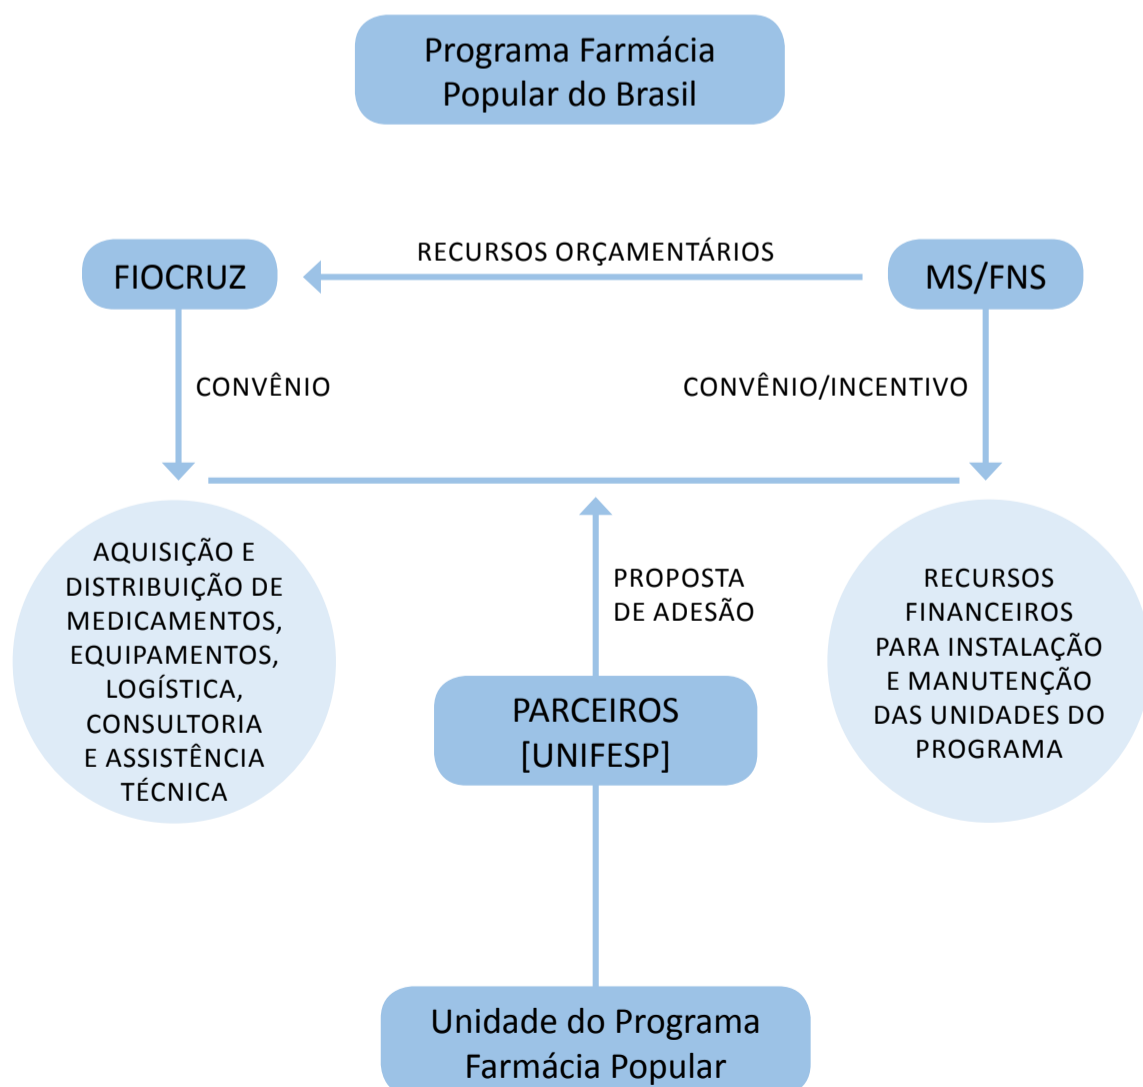 Programa Farmácia
Popular do Brasil
RECURSOS ORÇAMENTÁRIOS
FIOCRUZ
MS/FNS
CONVÊNIO
CONVÊNIO/INCENTIVO
AQUISIÇÃO E
DISTRIBUIÇÃO DE
MEDICAMENTOS,
EQUIPAMENTOS,
LOGÍSTICA,
CONSULTORIA
E ASSISTÊNCIA
TÉCNICA
PROPOSTA
DE ADESÃO
RECURSOS
FINANCEIROS
PARA INSTALAÇÃO
E MANUTENÇÃO
DAS UNIDADES DO
PROGRAMA
PARCEIROS
[UNIFESP]
Unidade do Programa
Farmácia Popular